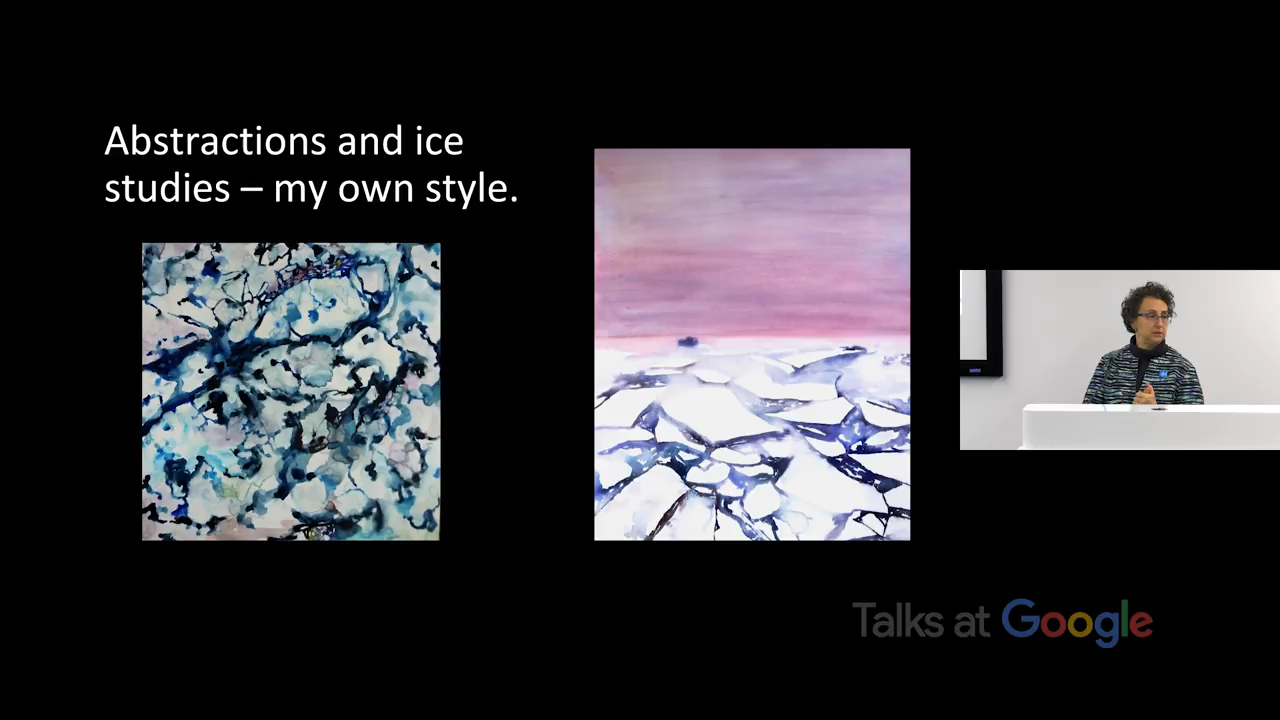 Abstractions and ice
studies – my own style.
Talks at Google